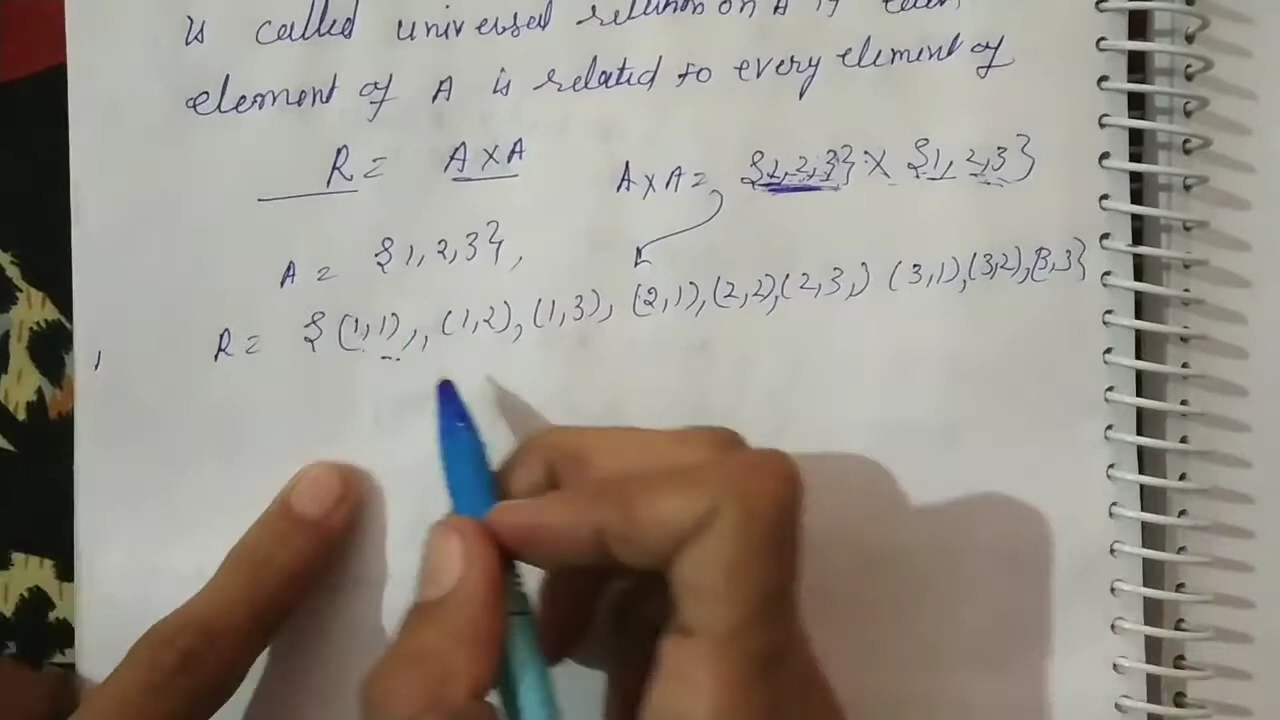 is called universal relation on A if each
element of A is related to every element of
R = A X A
A X A = {1,2,3} X {1,2,3}
A = {1,2,3},
R = {(1,1),,(1,2),(1,3),(2,1),(2,2),(2,3,) (3,1),(3,2),(3,3}